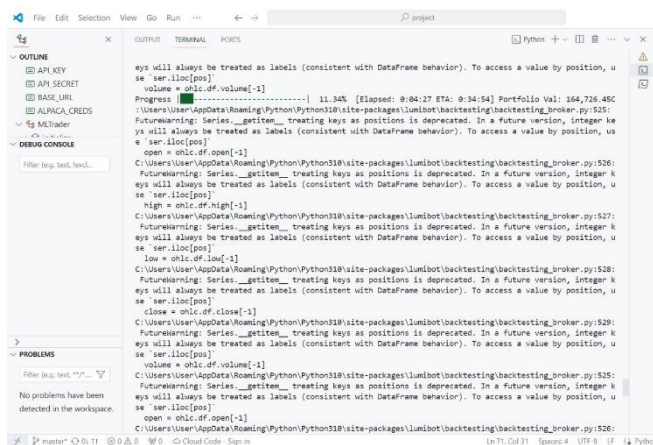 File Edit Selection View Go Run ···
project
OUTLINE
API_KEY
API_SECRET
BASE_URL
ALPACA_CREDS
MLTrader
DEBUG CONSOLE
Filter (e.g. text, !excl...
PROBLEMS
Filter (e.g. text, **/*....
No problems have been
detected in the workspace.
OUTPUT TERMINAL PORTS
Python
eys will always be treated as labels (consistent with DataFrame behavior). To access a value by position, u
se `ser.iloc[pos]`
volume = ohlc.df.volume[-1]
Progress |-------------------------| 11.34% [Elapsed: 0:04:27 ETA: 0:34:54] Portfolio Val: 164,726.45C
:\Users\User\AppData\Roaming\Python\Python310\site-packages\lumibot\backtesting\backtesting_broker.py:525:
FutureWarning: Series.__getitem__ treating keys as positions is deprecated. In a future version, integer ke
ys will always be treated as labels (consistent with DataFrame behavior). To access a value by position, us
e `ser.iloc[pos]`
open = ohlc.df.open[-1]
C:\Users\User\AppData\Roaming\Python\Python310\site-packages\lumibot\backtesting\backtesting_broker.py:526:
FutureWarning: Series.__getitem__ treating keys as positions is deprecated. In a future version, integer k
eys will always be treated as labels (consistent with DataFrame behavior). To access a value by position, u
se `ser.iloc[pos]`
high = ohlc.df.high[-1]
C:\Users\User\AppData\Roaming\Python\Python310\site-packages\lumibot\backtesting\backtesting_broker.py:527:
FutureWarning: Series.__getitem__ treating keys as positions is deprecated. In a future version, integer k
eys will always be treated as labels (consistent with DataFrame behavior). To access a value by position, u
se `ser.iloc[pos]`
low = ohlc.df.low[-1]
C:\Users\User\AppData\Roaming\Python\Python310\site-packages\lumibot\backtesting\backtesting_broker.py:528:
FutureWarning: Series.__getitem__ treating keys as positions is deprecated. In a future version, integer k
eys will always be treated as labels (consistent with DataFrame behavior). To access a value by position, u
se `ser.iloc[pos]`
close = ohlc.df.close[-1]
C:\Users\User\AppData\Roaming\Python\Python310\site-packages\lumibot\backtesting\backtesting_broker.py:529:
FutureWarning: Series.__getitem__ treating keys as positions is deprecated. In a future version, integer k
eys will always be treated as labels (consistent with DataFrame behavior). To access a value by position, u
se `ser.iloc[pos]`
volume = ohlc.df.volume[-1]
C:\Users\User\AppData\Roaming\Python\Python310\site-packages\lumibot\backtesting\backtesting_broker.py:525:
FutureWarning: Series.__getitem__ treating keys as positions is deprecated. In a future version, integer k
eys will always be treated as labels (consistent with DataFrame behavior). To access a value by position, u
se `ser.iloc[pos]`
open = ohlc.df.open[-1]
C:\Users\User\AppData\Roaming\Python\Python310\site-packages\lumibot\backtesting\backtesting_broker.py:526:
master* 0↓ 1↑ 0 0 0 Cloud Code - Sign in Ln 71, Col 31 Spaces: 4 UTF-8 LF Pytho